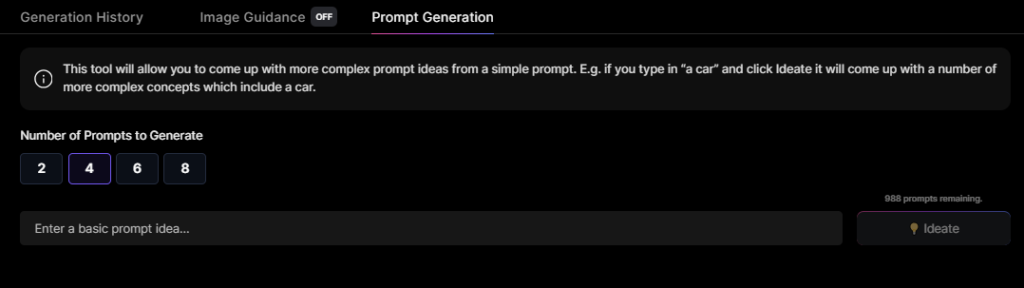 Generation History
Image Guidance OFF
Prompt Generation
This tool will allow you to come up with more complex prompt ideas from a simple prompt. E.g. if you type in “a car” and click Ideate it will come up with a number of
more complex concepts which include a car.
Number of Prompts to Generate
2 4 6 8
988 prompts remaining.
Enter a basic prompt idea...
Ideate